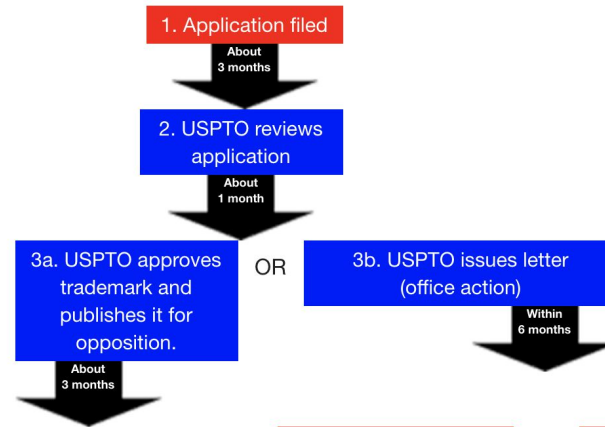 1. Application filed
About
3 months
2. USPTO reviews
application
About
1 month
3a. USPTO approves
trademark and
publishes it for
opposition.
OR
3b. USPTO issues letter
(office action)
Within
6 months
About
3 months